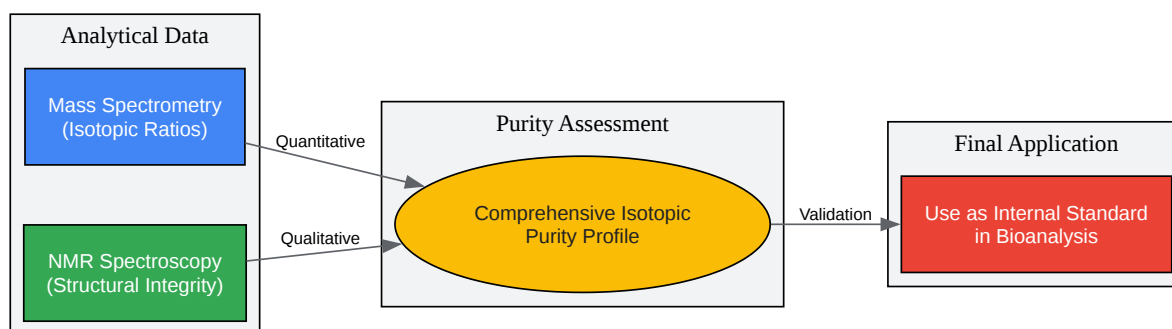 Analytical Data
Mass Spectrometry
(Isotopic Ratios)
NMR Spectroscopy
(Structural Integrity)
Quantitative
Qualitative
Purity Assessment
Comprehensive Isotopic
Purity Profile
Validation
Final Application
Use as Internal Standard
in Bioanalysis